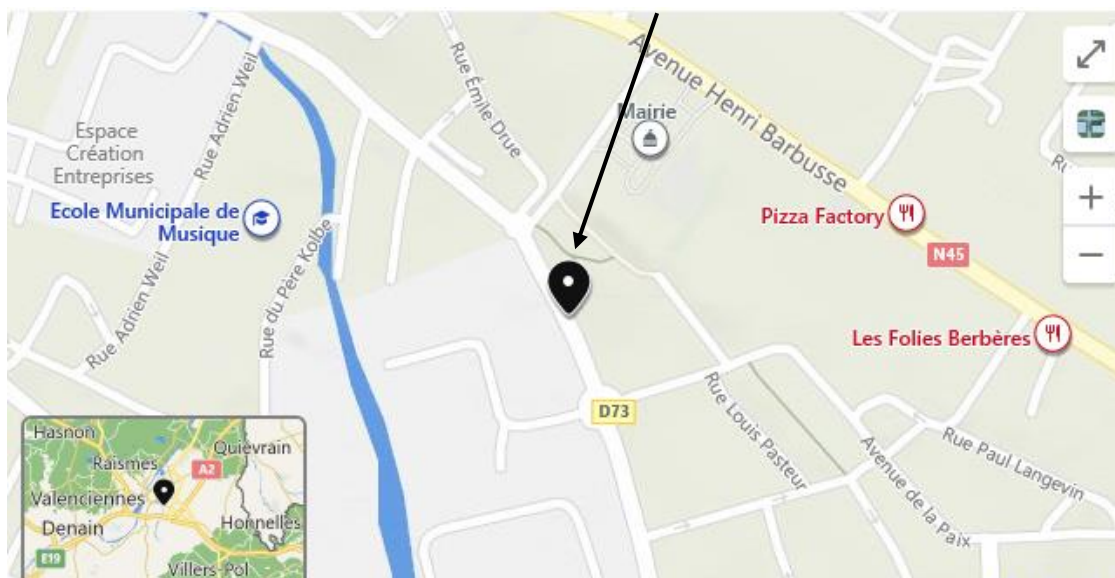 Avenue Henri Barbusse
Rue Émile Drue
Rue Adrien Weil
Mairie
Espace
Création
Entreprises
Ecole Municipale de
Musique
Pizza Factory
Rue du Père Kolbe
N45
Rue Adrien Weil
Les Folies Berbères
D73
Rue Louis Pasteur
Rue Paul Langevin
Avenue de la Paix
Hasnon
Quiévrain
Raismes
A2
Valenciennes
Denain
Honnelles
E19
Villers-Pol